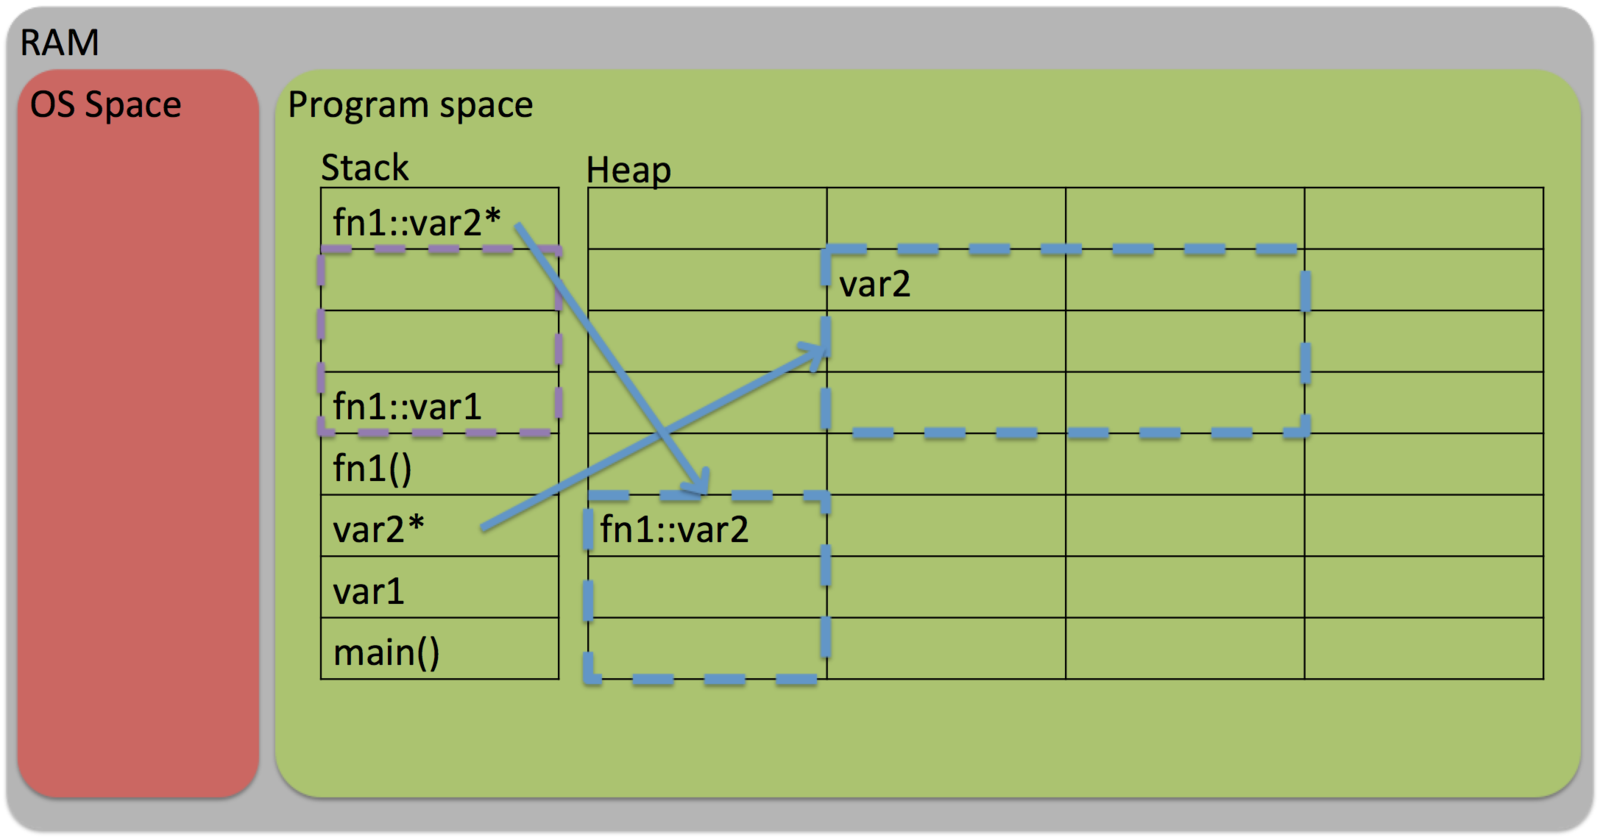 RAM
OS Space
Program space
Stack
Heap
fn1::var2*
var2
fn1::var1
fn1()
var2*
fn1::var2
var1
main()